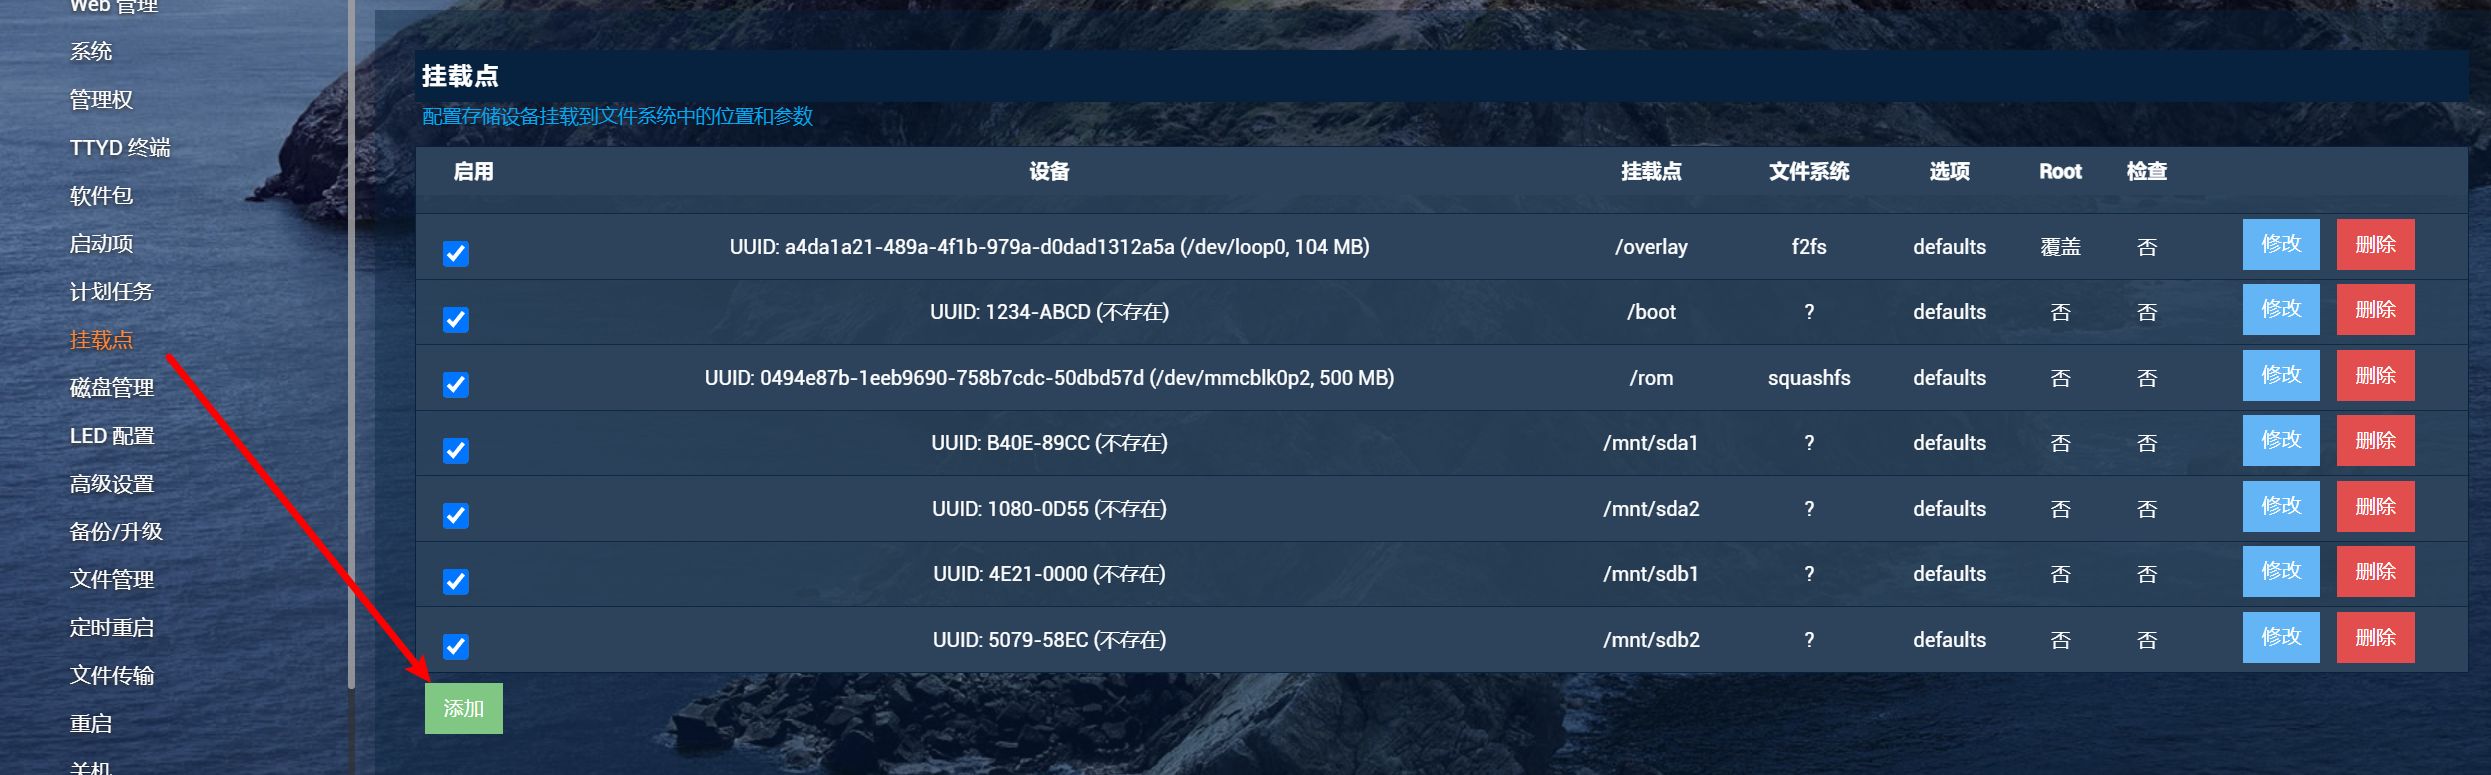 Web 管理
系统
管理权
TTYD 终端
软件包
启动项
计划任务
挂载点
磁盘管理
LED 配置
高级设置
备份/升级
文件管理
定时重启
文件传输
重启
关机
挂载点
配置存储设备挂载到文件系统中的位置和参数
启用 设备 挂载点 文件系统 选项 Root 检查
UUID: a4da1a21-489a-4f1b-979a-d0dad1312a5a (/dev/loop0, 104 MB) /overlay f2fs defaults 覆盖 否 修改 删除
UUID: 1234-ABCD (不存在) /boot ? defaults 否 否 修改 删除
UUID: 0494e87b-1eeb9690-758b7cdc-50dbd57d (/dev/mmcblk0p2, 500 MB) /rom squashfs defaults 否 否 修改 删除
UUID: B40E-89CC (不存在) /mnt/sda1 ? defaults 否 否 修改 删除
UUID: 1080-0D55 (不存在) /mnt/sda2 ? defaults 否 否 修改 删除
UUID: 4E21-0000 (不存在) /mnt/sdb1 ? defaults 否 否 修改 删除
UUID: 5079-58EC (不存在) /mnt/sdb2 ? defaults 否 否 修改 删除
添加